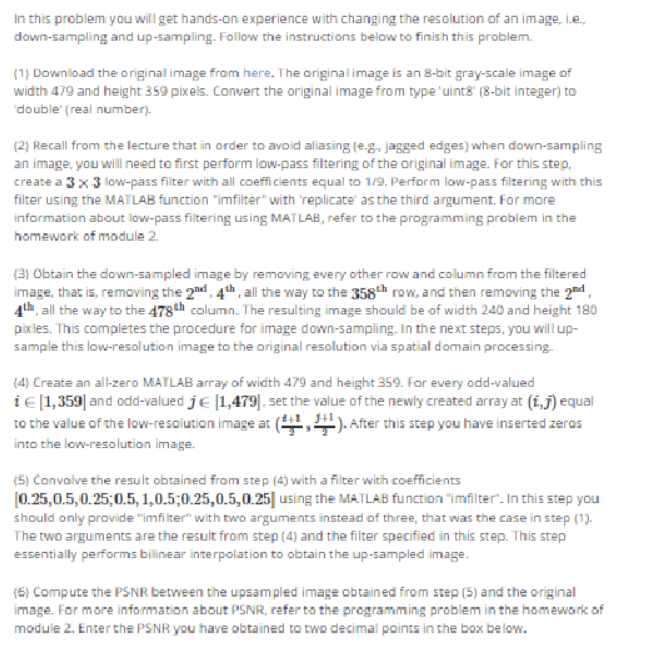 In this problem you will get hands-on experience with changing the resolution of an image, i.e.,
down-sampling and up-sampling. Follow the instructions below to finish this problem.
(1) Download the original image from here. The original image is an 8-bit gray-scale image of
width 479 and height 359 pixels. Convert the original image from type 'uint8' (8-bit integer) to
'double' (real number).
(2) Recall from the lecture that in order to avoid aliasing (e.g., jagged edges) when down-sampling
an image, you will need to first perform low-pass filtering of the original image. For this step,
create a 3 × 3 low-pass filter with all coefficients equal to 1/9. Perform low-pass filtering with this
filter using the MATLAB function "imfilter" with 'replicate' as the third argument. For more
information about low-pass filtering using MATLAB, refer to the programming problem in the
homework of module 2.
(3) Obtain the down-sampled image by removing every other row and column from the filtered
image, that is, removing the 2nd, 4th, all the way to the 358th row, and then removing the 2nd,
4th, all the way to the 478th column. The resulting image should be of width 240 and height 180
pixles. This completes the procedure for image down-sampling. In the next steps, you will up-
sample this low-resolution image to the original resolution via spatial domain processing.
(4) Create an all-zero MATLAB array of width 479 and height 359. For every odd-valued
i ∈ [1,359] and odd-valued j ∈ [1,479], set the value of the newly created array at (i,j) equal
to the value of the low-resolution image at (i+1/2, j+1/2). After this step you have inserted zeros
into the low-resolution image.
(5) Convolve the result obtained from step (4) with a filter with coefficients
[0.25,0.5,0.25;0.5,1,0.5;0.25,0.5,0.25] using the MATLAB function "imfilter". In this step you
should only provide "imfilter" with two arguments instead of three, that was the case in step (1).
The two arguments are the result from step (4) and the filter specified in this step. This step
essentially performs bilinear interpolation to obtain the up-sampled image.
(6) Compute the PSNR between the upsampled image obtained from step (5) and the original
image. For more information about PSNR, refer to the programming problem in the homework of
module 2. Enter the PSNR you have obtained to two decimal points in the box below.